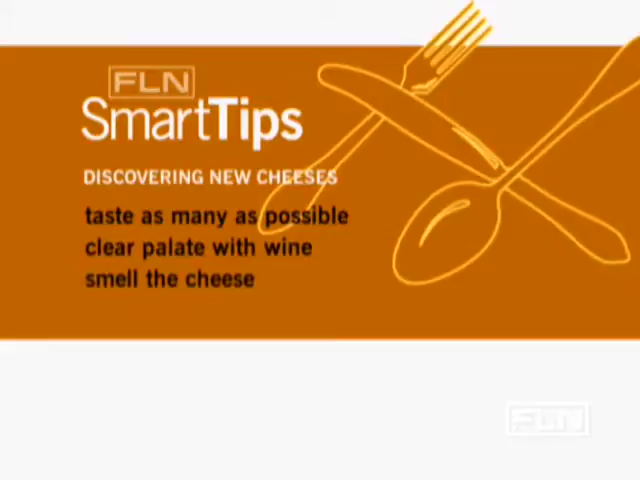 FLN
SmartTips
DISCOVERING NEW CHEESES
taste as many as possible
clear palate with wine
smell the cheese
FLN